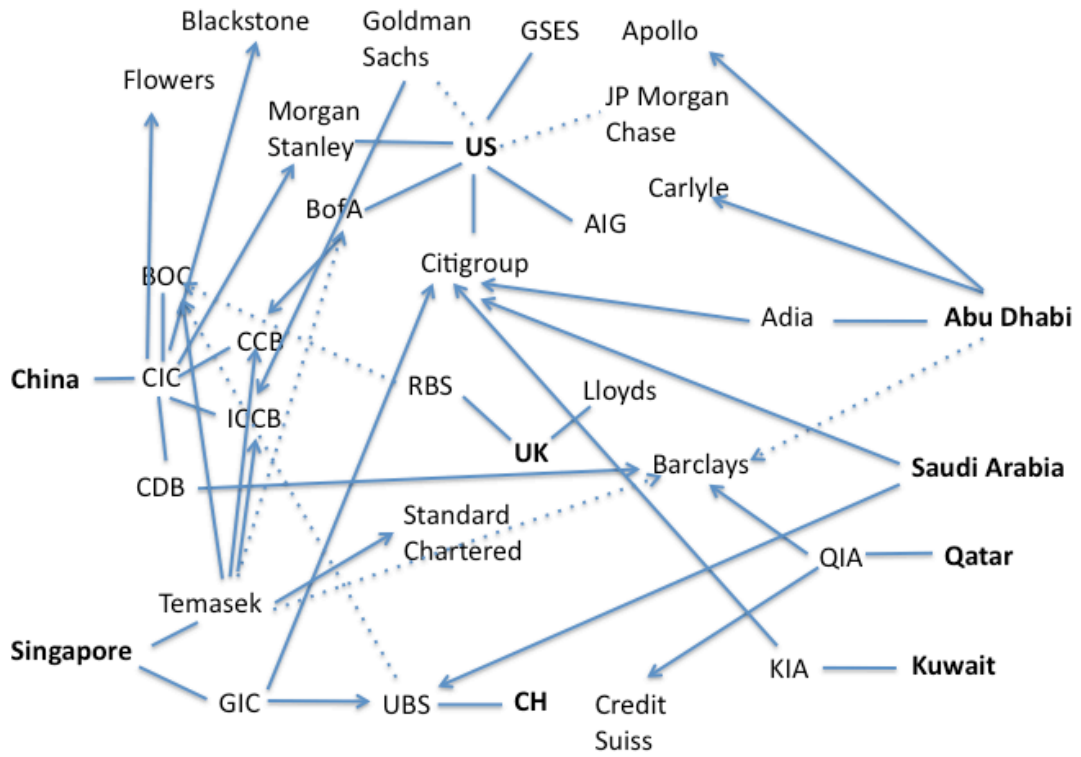 Blackstone
Goldman
Sachs
GSES
Apollo
Flowers
Morgan
Stanley
JP Morgan
Chase
US
Carlyle
BofA
AIG
Citigroup
BOC
Adia
Abu Dhabi
CCB
China
CIC
RBS
Lloyds
ICCB
UK
Barclays
Saudi Arabia
CDB
Standard
Chartered
QIA
Qatar
Temasek
Singapore
KIA
Kuwait
GIC
UBS
CH
Credit
Suiss